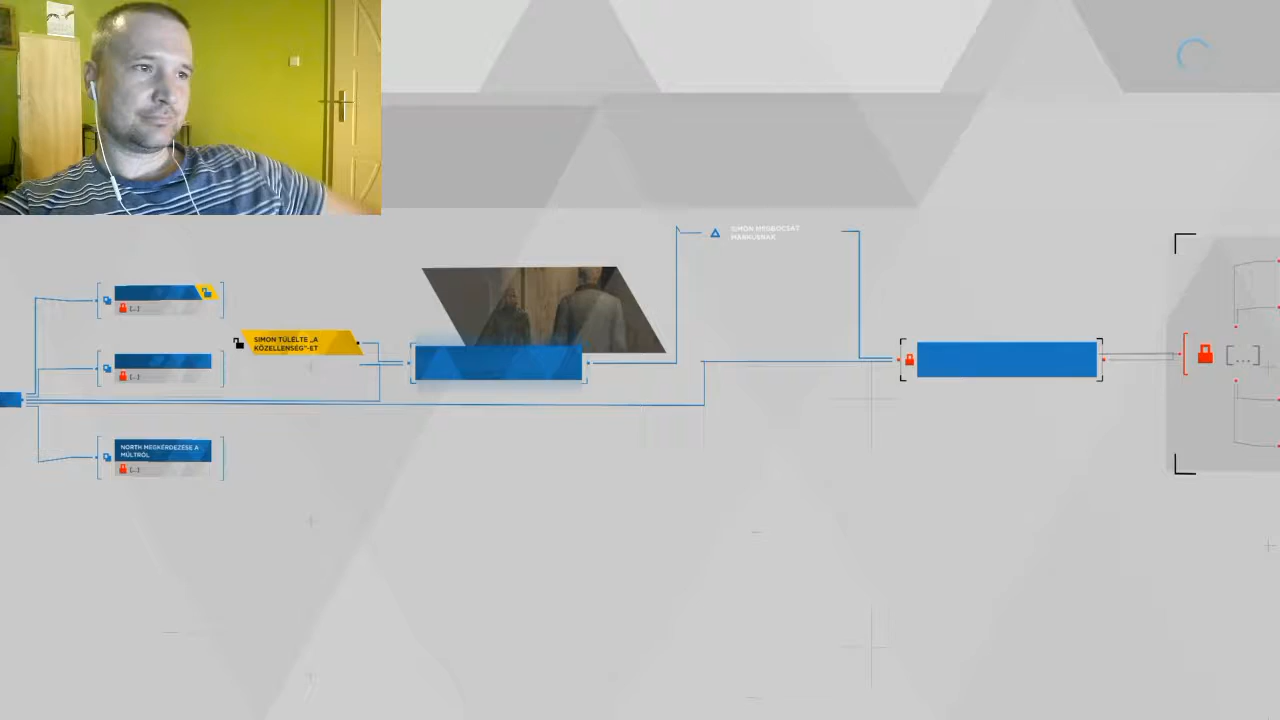 SIMON MEGBOCSÁT
MARKUSNAK
[...]
SIMON TÚLÉLTE „A
KÖZELLENSÉG”-ET
[...]
[...]
NORTH MEGKÉRDEZÉSE A
MÚLTRÓL
[...]